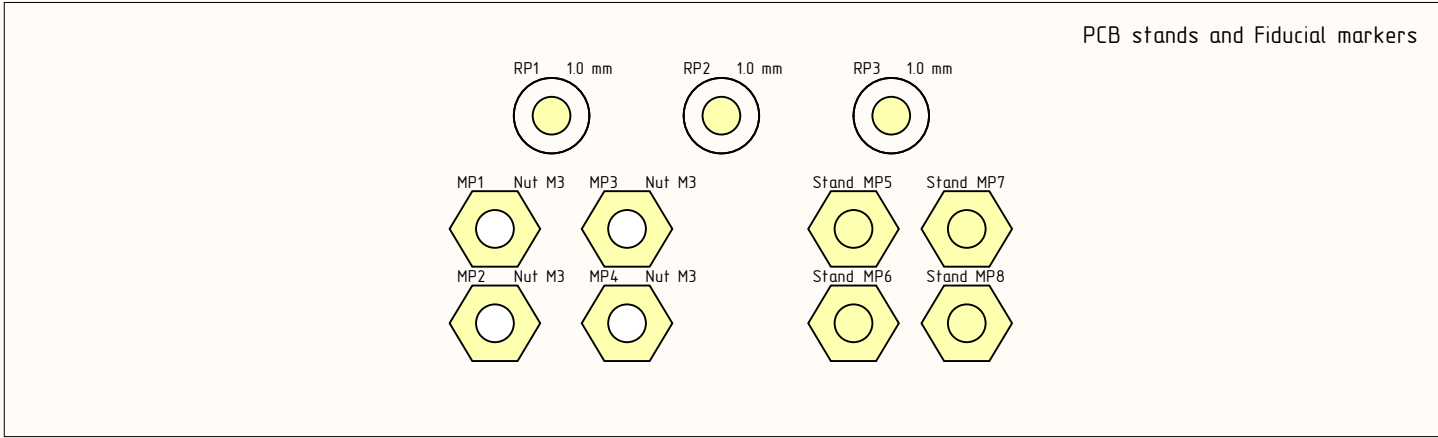 PCB stands and Fiducial markers
RP1 1.0 mm RP2 1.0 mm RP3 1.0 mm
MP1 Nut M3 MP3 Nut M3 Stand MP5 Stand MP7
MP2 Nut M3 MP4 Nut M3 Stand MP6 Stand MP8